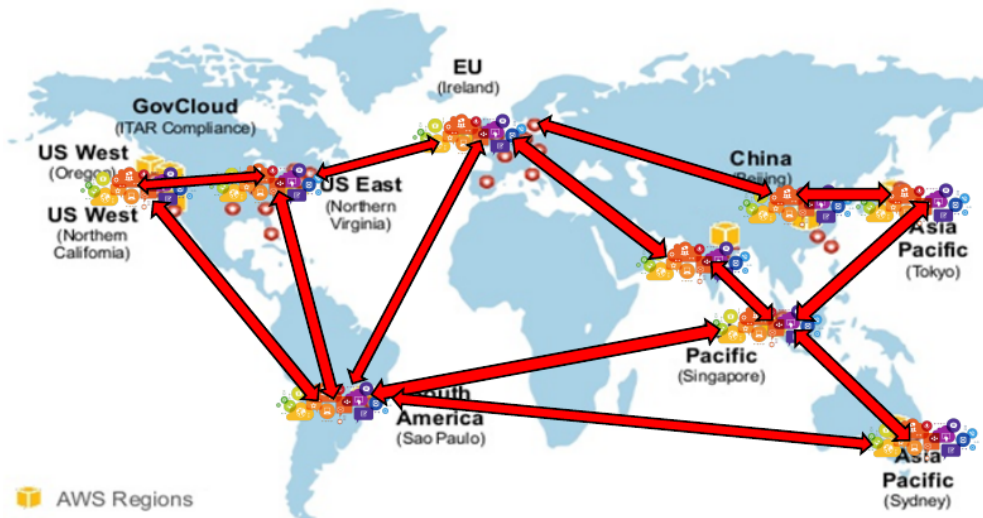 EU
(Ireland)
GovCloud
(ITAR Compliance)
US West
(Oregon)
US West
(Northern
California)
US East
(Northern
Virginia)
China
(Beijing)
Asia
Pacific
(Tokyo)
Pacific
(Singapore)
South
America
(Sao Paulo)
Asia
Pacific
(Sydney)
AWS Regions